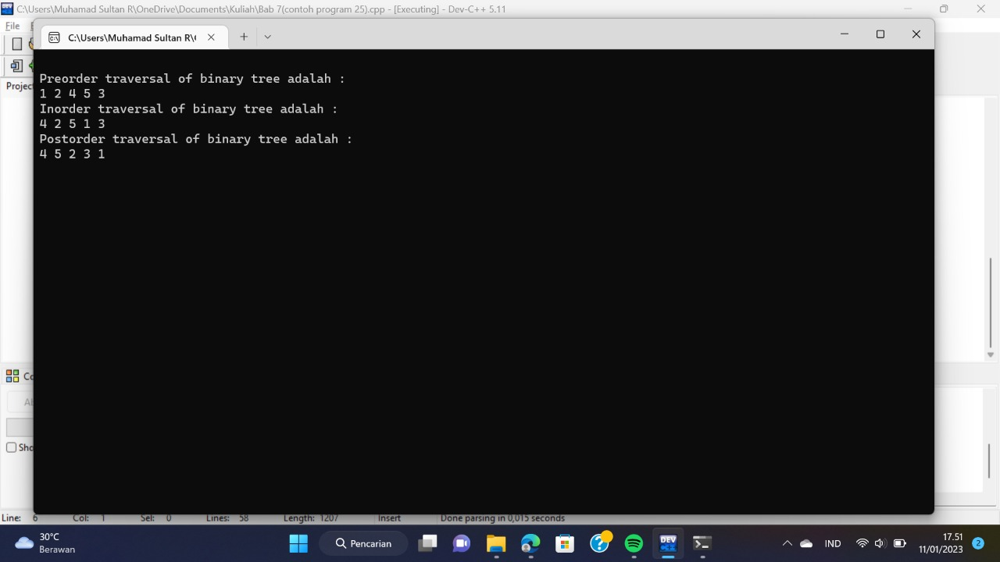 C:\Users\Muhamad Sultan R\OneDrive\Documents\Kuliah\Bab 7(contoh program 25).cpp - [Executing] - Dev-C++ 5.11
File
C:\Users\Muhamad Sultan R\
Preorder traversal of binary tree adalah :
1 2 4 5 3
Inorder traversal of binary tree adalah :
4 2 5 1 3
Postorder traversal of binary tree adalah :
4 5 2 3 1
Line: 6 Col: 1 Sel: 0 Lines: 58 Length: 1207 Insert Done parsing in 0,015 seconds
30°C
Berawan
Pencarian
DEV
IND
17.51
11/01/2023
2